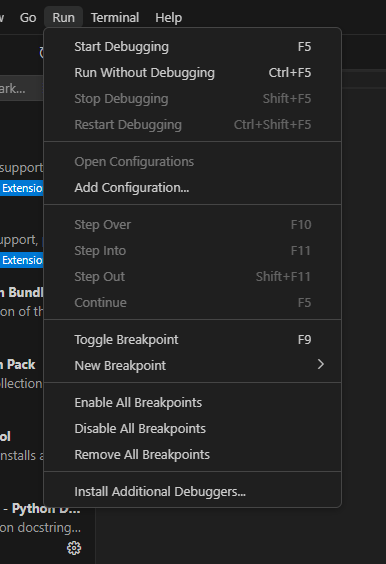 Go Run Terminal Help
Start Debugging F5
Run Without Debugging Ctrl+F5
ark...
Stop Debugging Shift+F5
Restart Debugging Ctrl+Shift+F5
Open Configurations
support,
Add Configuration...
Extension
Step Over F10
upport,
Step Into F11
Extension
Step Out Shift+F11
n Bundl
Continue F5
on of th
Toggle Breakpoint F9
n Pack
New Breakpoint
ollection
Enable All Breakpoints
Disable All Breakpoints
ol
Remove All Breakpoints
nstalls a
Install Additional Debuggers...
- Python D...
on docstring...